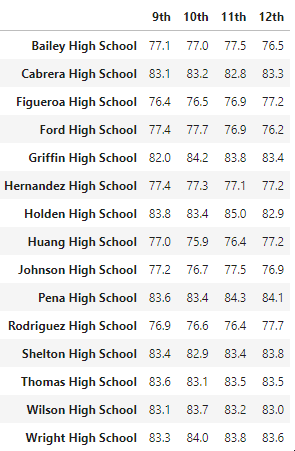 9th 10th 11th 12th
Bailey High School 77.1 77.0 77.5 76.5
Cabrera High School 83.1 83.2 82.8 83.3
Figueroa High School 76.4 76.5 76.9 77.2
Ford High School 77.4 77.7 76.9 76.2
Griffin High School 82.0 84.2 83.8 83.4
Hernandez High School 77.4 77.3 77.1 77.2
Holden High School 83.8 83.4 85.0 82.9
Huang High School 77.0 75.9 76.4 77.2
Johnson High School 77.2 76.7 77.5 76.9
Pena High School 83.6 83.4 84.3 84.1
Rodriguez High School 76.9 76.6 76.4 77.7
Shelton High School 83.4 82.9 83.4 83.8
Thomas High School 83.6 83.1 83.5 83.5
Wilson High School 83.1 83.7 83.2 83.0
Wright High School 83.3 84.0 83.8 83.6